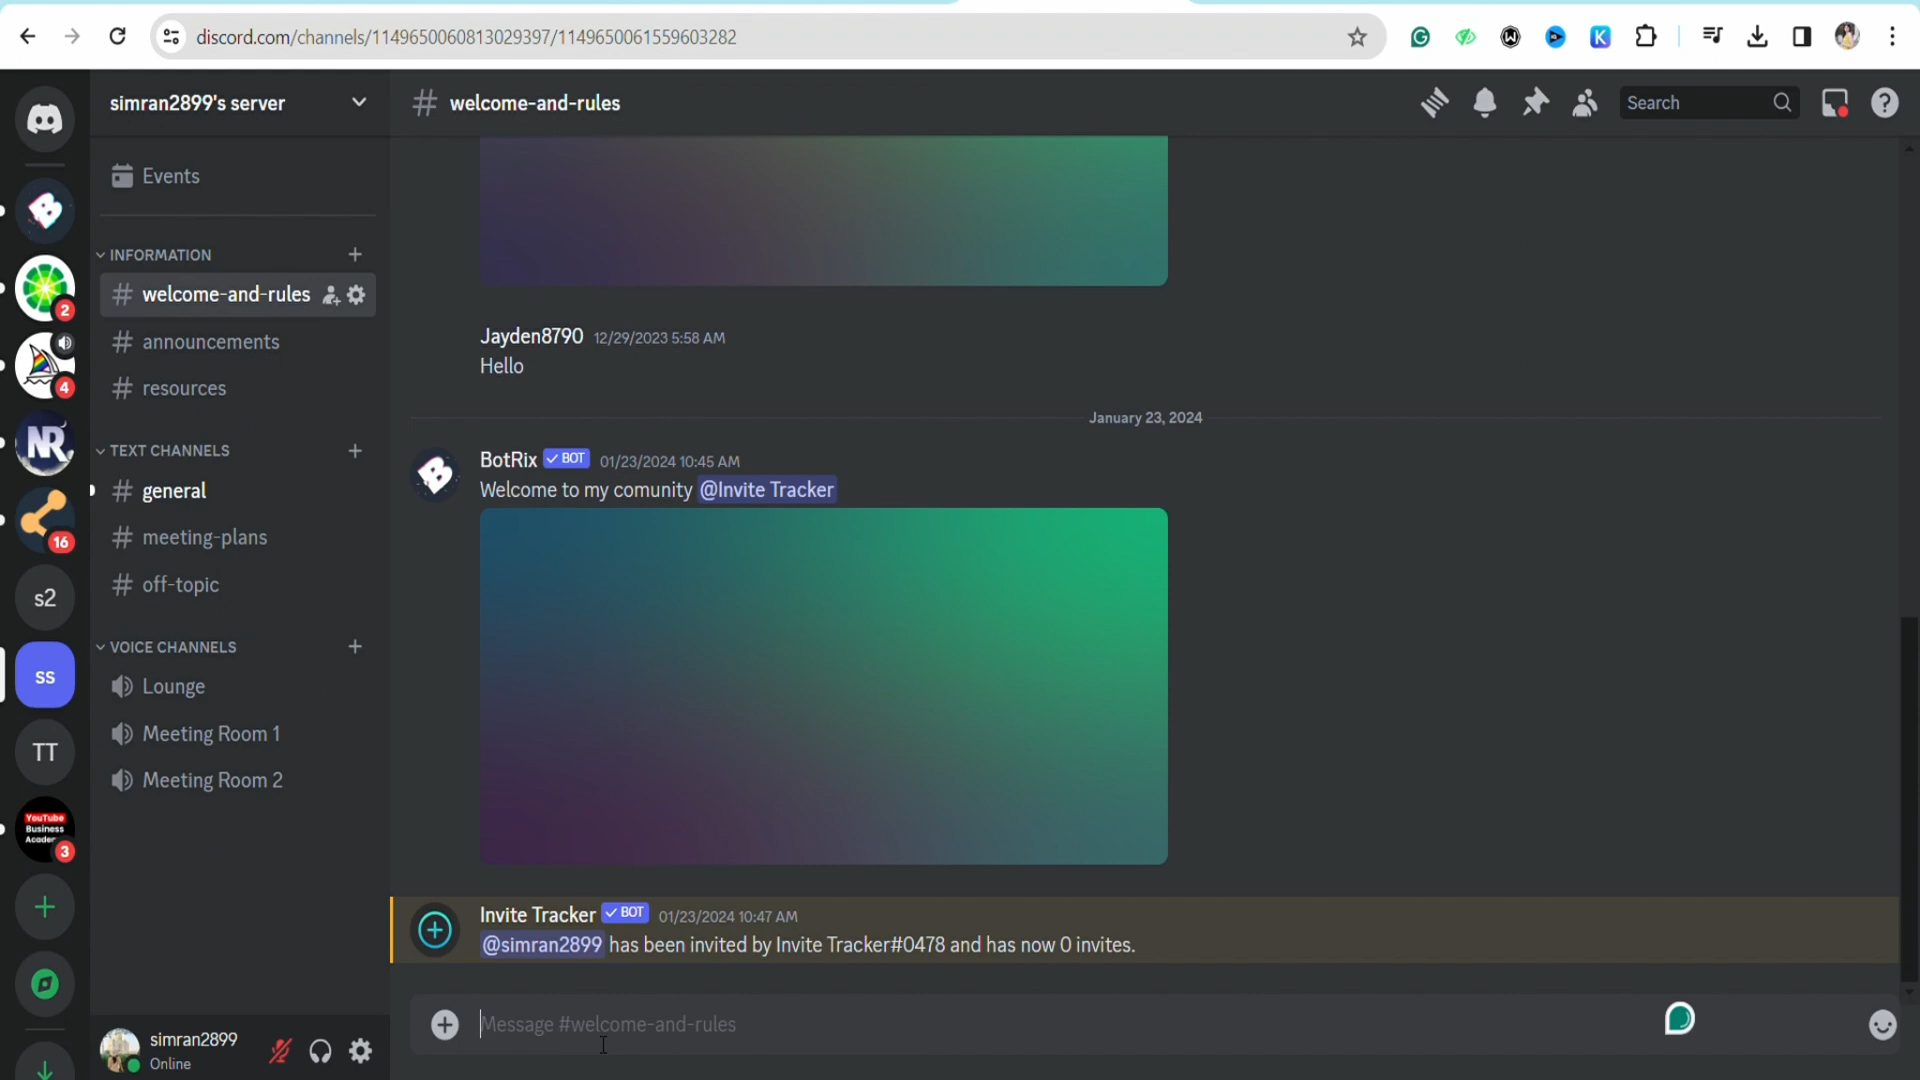 discord.com/channels/1149650060813029397/1149650061559603282
simran2899's server
# welcome-and-rules
Search
Events
INFORMATION
# welcome-and-rules
# announcements
# resources
TEXT CHANNELS
# general
# meeting-plans
# off-topic
VOICE CHANNELS
Lounge
Meeting Room 1
Meeting Room 2
simran2899
Online
2
4
NR
16
s2
ss
TT
YouTube
Business
3
Jayden8790 12/29/2023 5:58 AM
Hello
January 23, 2024
BotRix ✓ BOT 01/23/2024 10:45 AM
Welcome to my comunity @Invite Tracker
Invite Tracker ✓ BOT 01/23/2024 10:47 AM
@simran2899 has been invited by Invite Tracker#0478 and has now 0 invites.
Message #welcome-and-rules